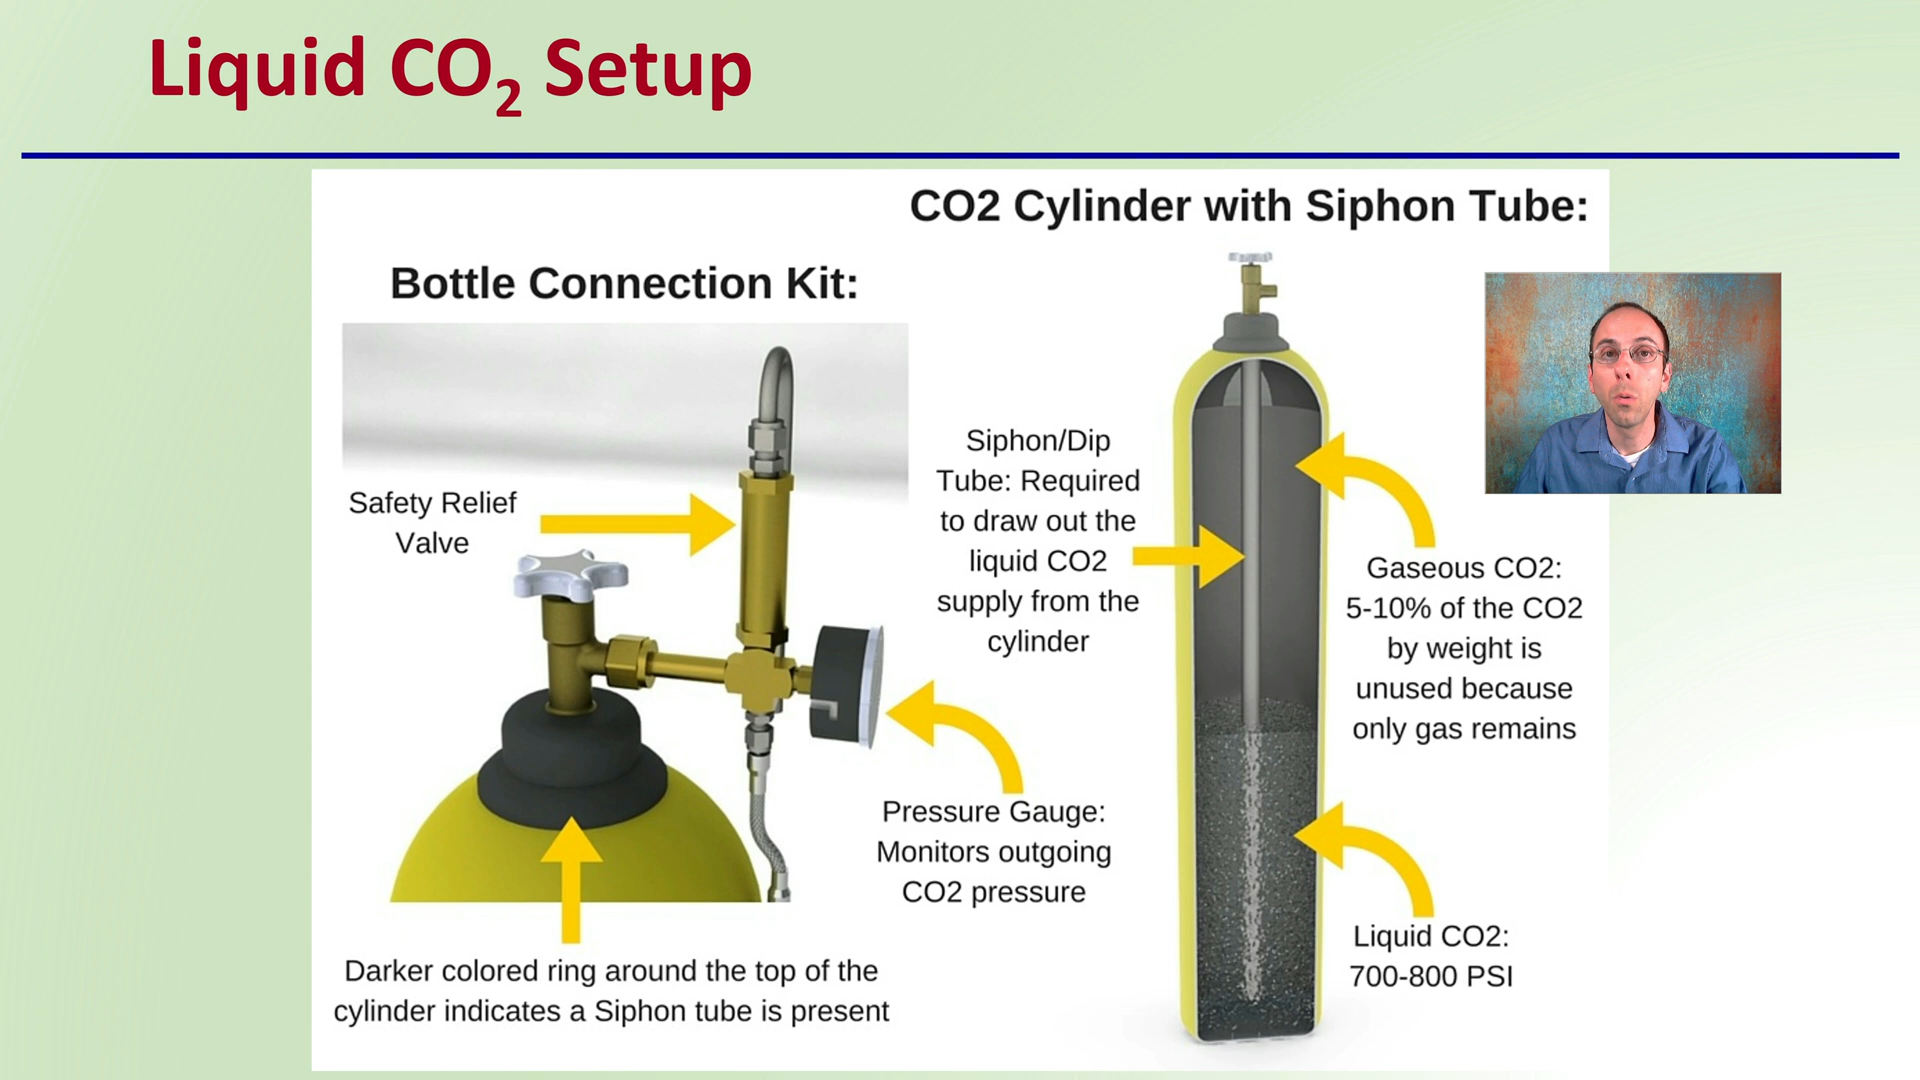 Liquid CO₂ Setup
CO2 Cylinder with Siphon Tube:
Bottle Connection Kit:
Safety Relief
Valve
Siphon/Dip
Tube: Required
to draw out the
liquid CO2
supply from the
cylinder
Gaseous CO2:
5-10% of the CO2
by weight is
unused because
only gas remains
Pressure Gauge:
Monitors outgoing
CO2 pressure
Liquid CO2:
700-800 PSI
Darker colored ring around the top of the
cylinder indicates a Siphon tube is present